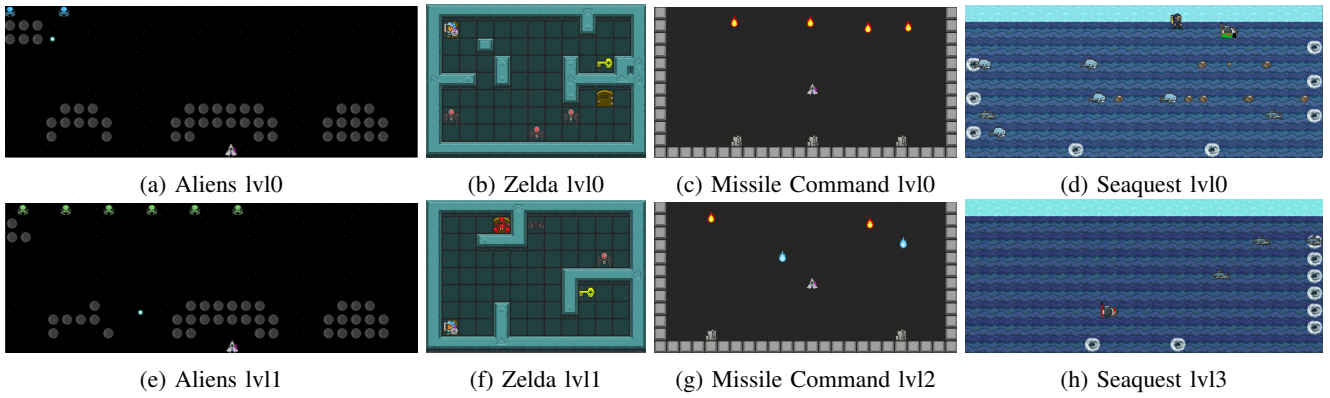 (a) Aliens lvl0
(b) Zelda lvl0
(c) Missile Command lvl0
(d) Seaquest lvl0
(e) Aliens lvl1
(f) Zelda lvl1
(g) Missile Command lvl2
(h) Seaquest lvl3